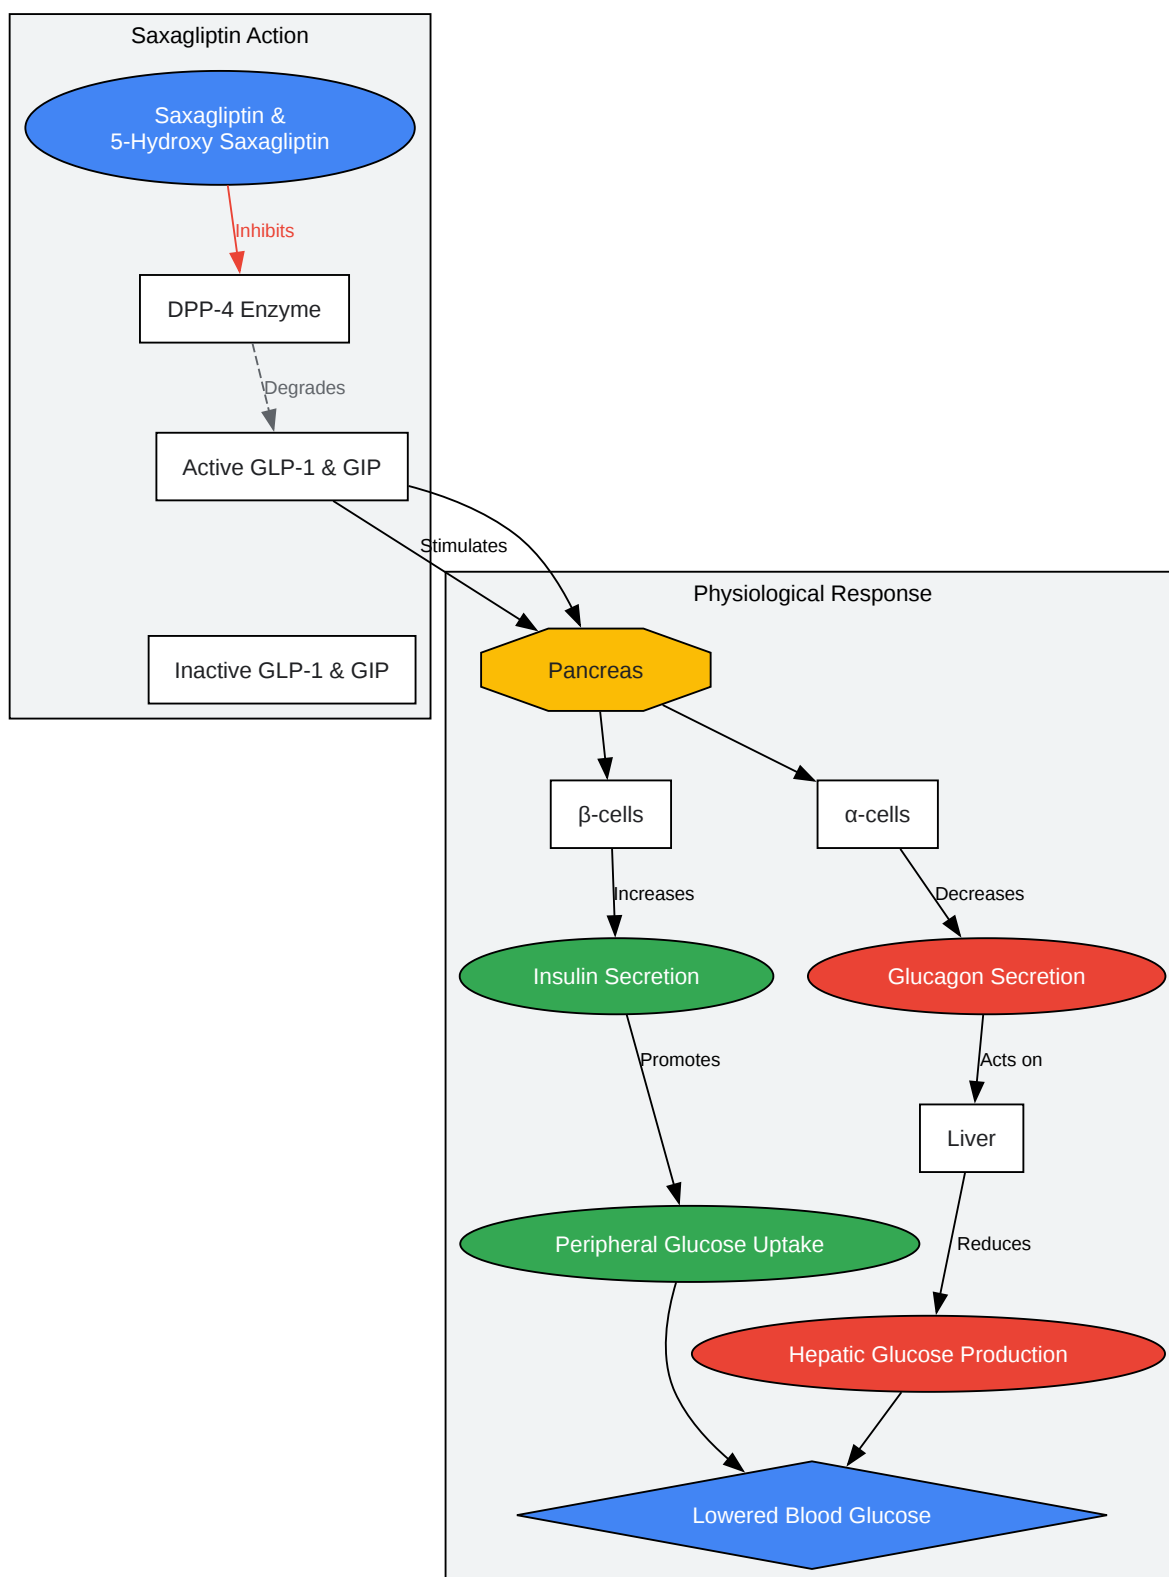 Saxagliptin Action
Saxagliptin &
5-Hydroxy Saxagliptin
Inhibits
DPP-4 Enzyme
Degrades
Active GLP-1 & GIP
Stimulates
Inactive GLP-1 & GIP
Physiological Response
Pancreas
β-cells
α-cells
Increases
Decreases
Insulin Secretion
Glucagon Secretion
Promotes
Acts on
Liver
Peripheral Glucose Uptake
Reduces
Hepatic Glucose Production
Lowered Blood Glucose